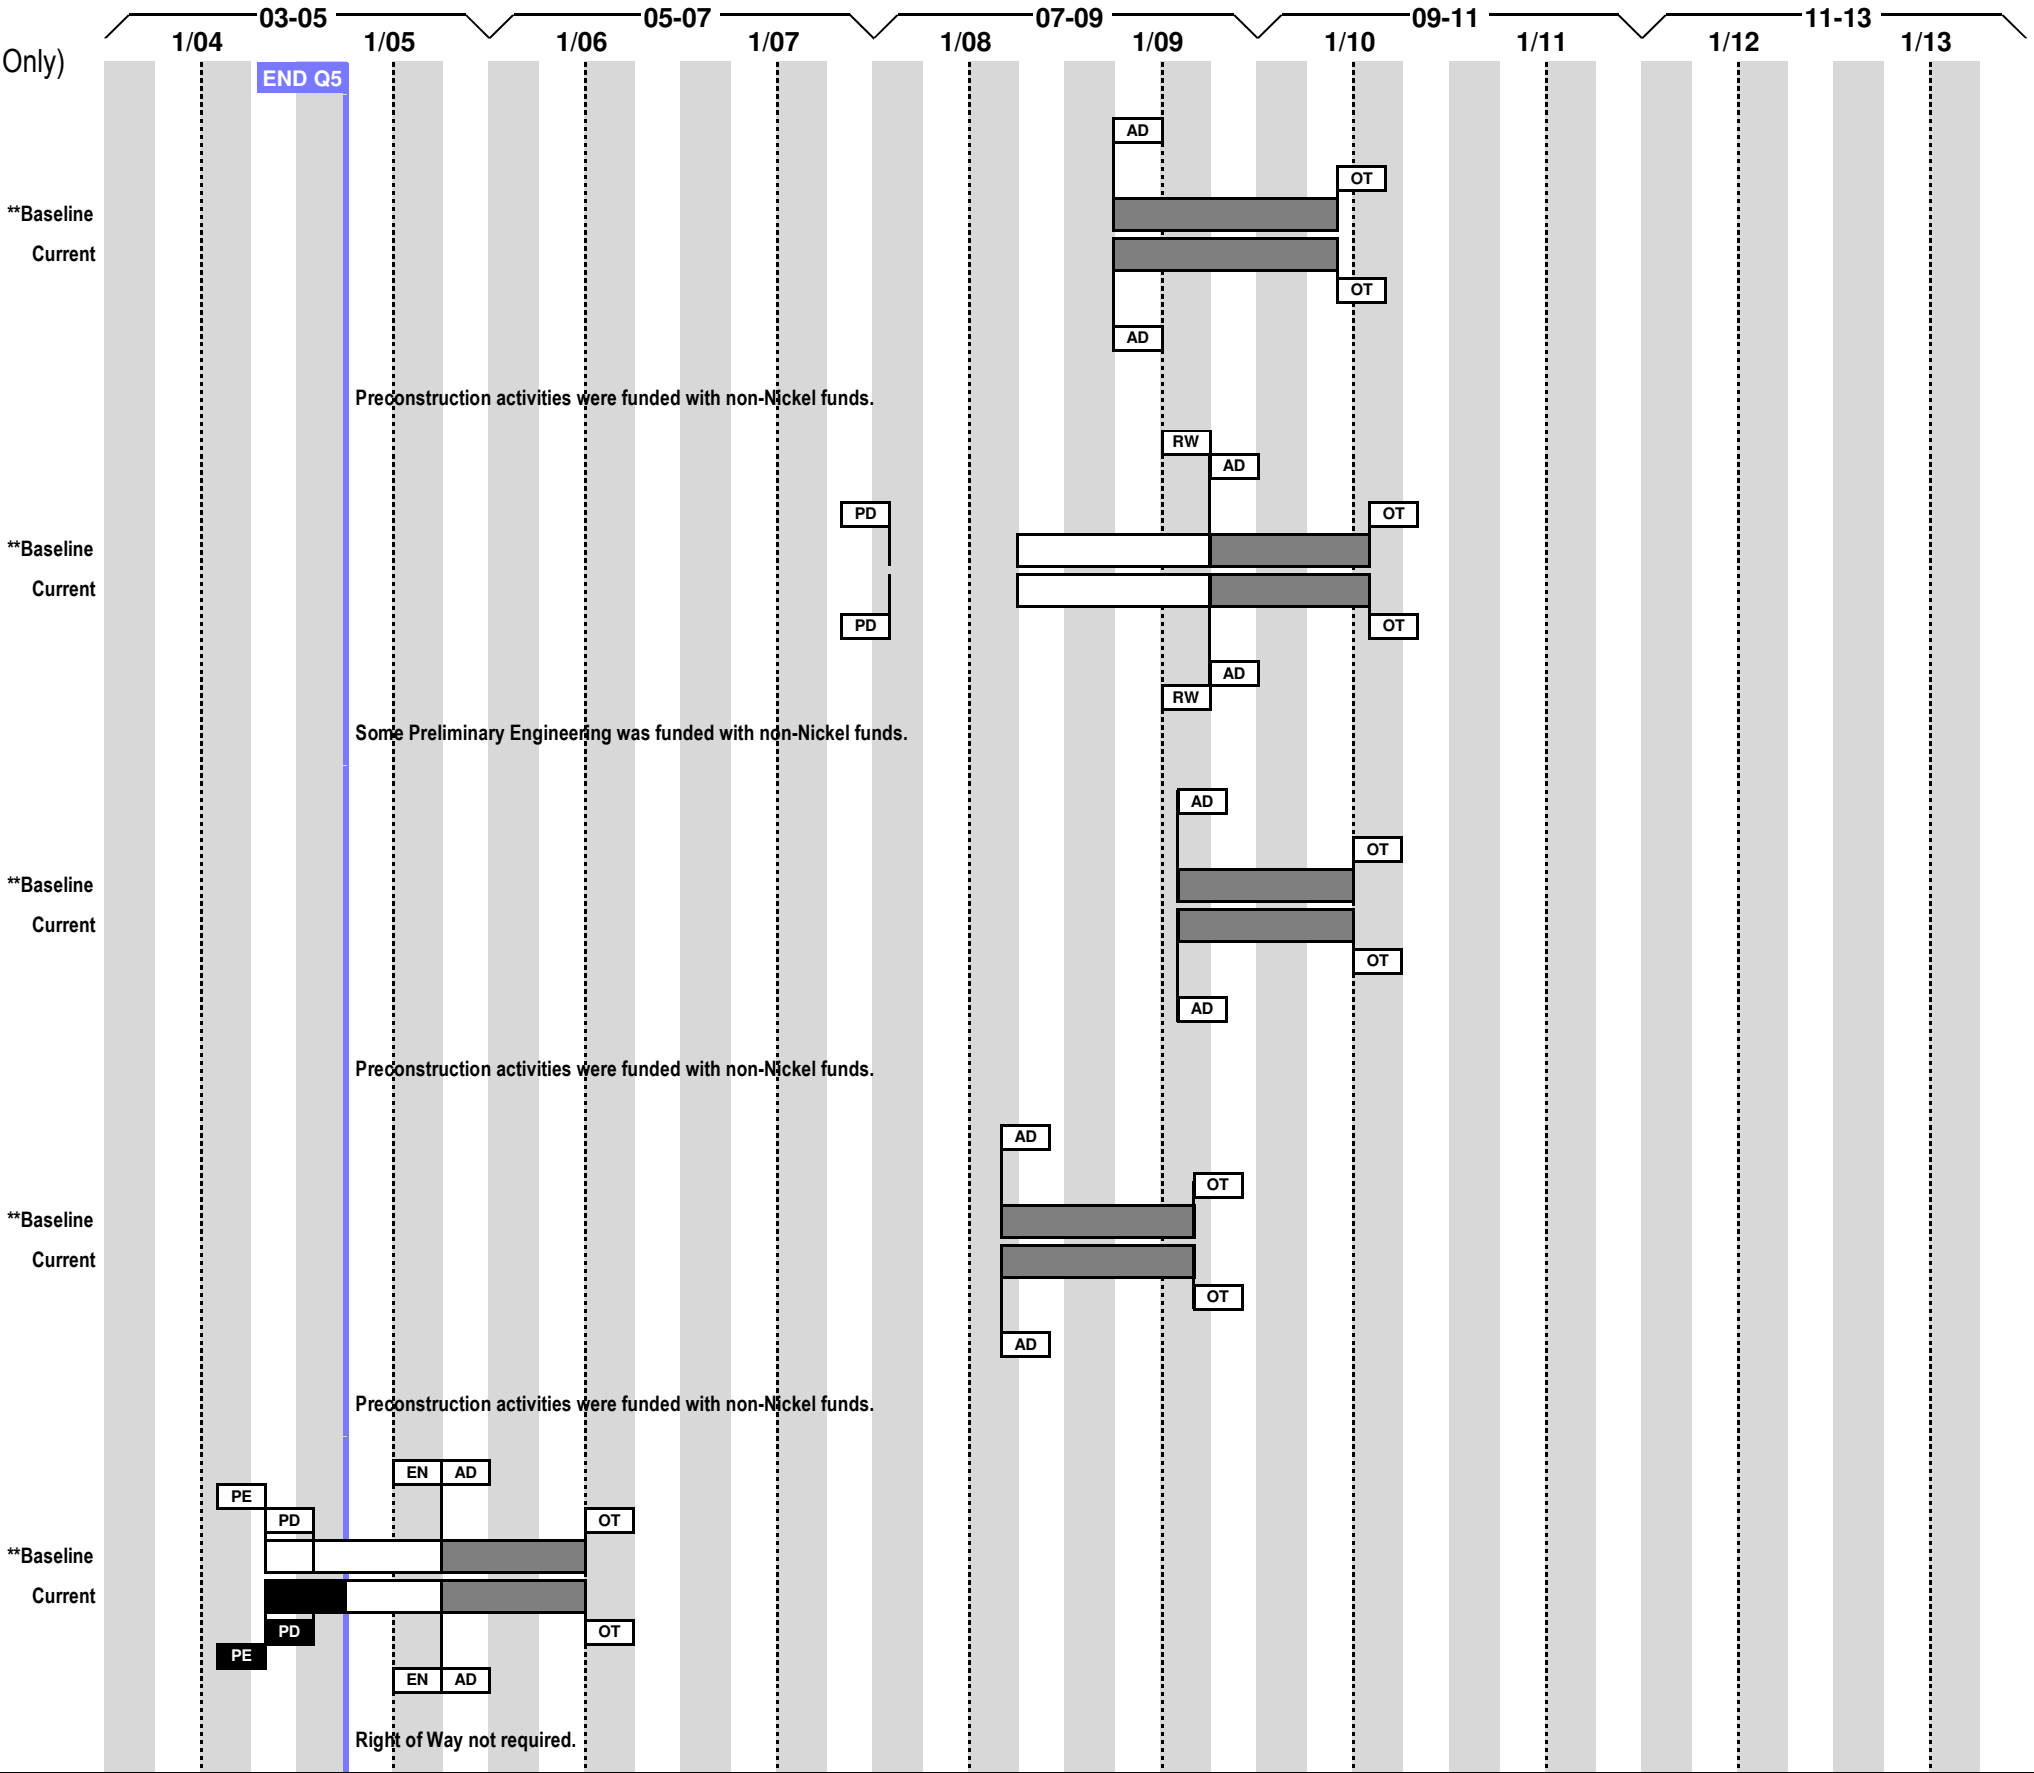 03-05 05-07 07-09 09-11 11-13
1/04 1/05 1/06 1/07 1/08 1/09 1/10 1/11 1/12 1/13
Only)
END Q5
AD
OT
**Baseline
Current
OT
AD
Preconstruction activities were funded with non-Nickel funds.
RW
AD
PD OT
**Baseline
Current
PD OT
AD
RW
Some Preliminary Engineering was funded with non-Nickel funds.
AD
OT
**Baseline
Current
OT
AD
Preconstruction activities were funded with non-Nickel funds.
AD
OT
**Baseline
Current
OT
AD
Preconstruction activities were funded with non-Nickel funds.
EN AD
PE
PD OT
**Baseline
Current
PD OT
PE
EN AD
Right of Way not required.